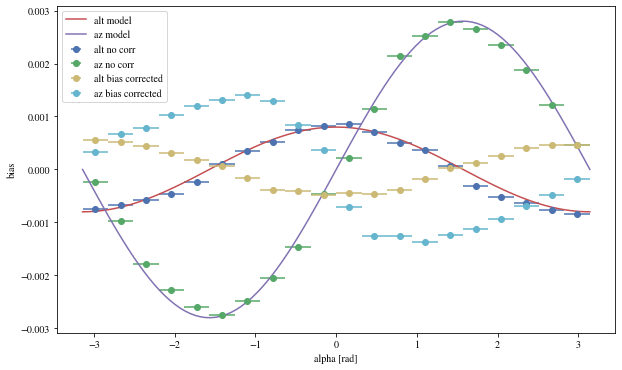 alt model
az model
alt no corr
az no corr
alt bias corrected
az bias corrected
0.003
0.002
0.001
0.000
−0.001
−0.002
−0.003
bias
−3
−2
−1
0
1
2
3
alpha [rad]